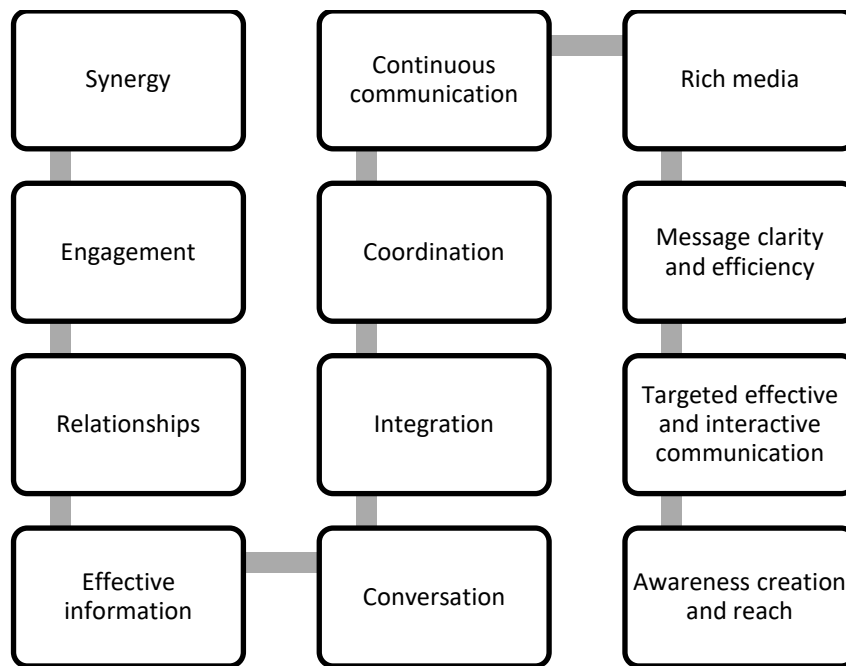 Synergy
Engagement
Relationships
Effective
information
Conversation
Integration
Coordination
Continuous
communication
Rich media
Message clarity
and efficiency
Targeted effective
and interactive
communication
Awareness creation
and reach